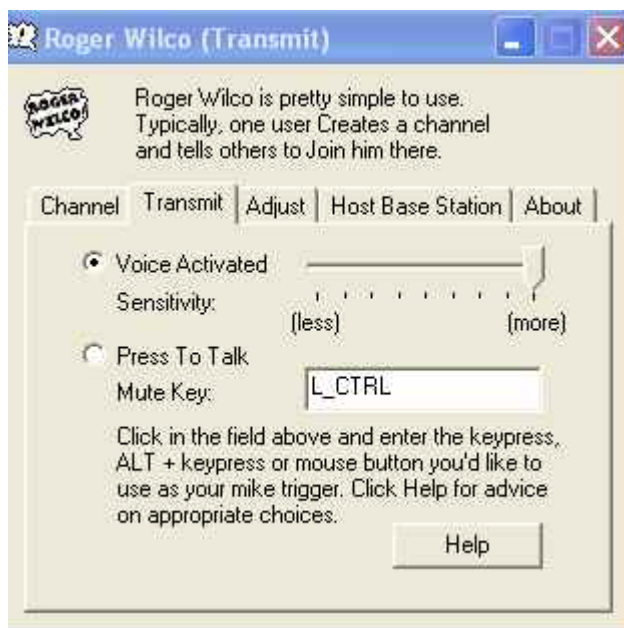 Roger Wilco (Transmit)
ROGER
WILCO!
Roger Wilco is pretty simple to use.
Typically, one user Creates a channel
and tells others to Join him there.
Channel Transmit Adjust Host Base Station About
Voice Activated
Sensitivity:
(less) (more)
Press To Talk
Mute Key: L_CTRL
Click in the field above and enter the keypress,
ALT + keypress or mouse button you'd like to
use as your mike trigger. Click Help for advice
on appropriate choices.
Help